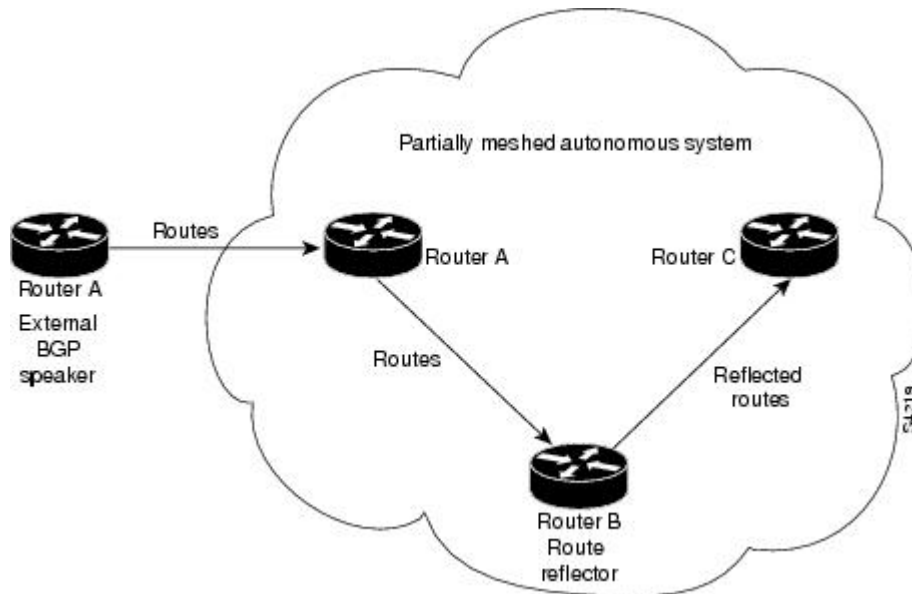 Partially meshed autonomous system
Routes
Router A
Router C
Router A
External
BGP
speaker
Routes
Reflected
routes
Router B
Route
reflector